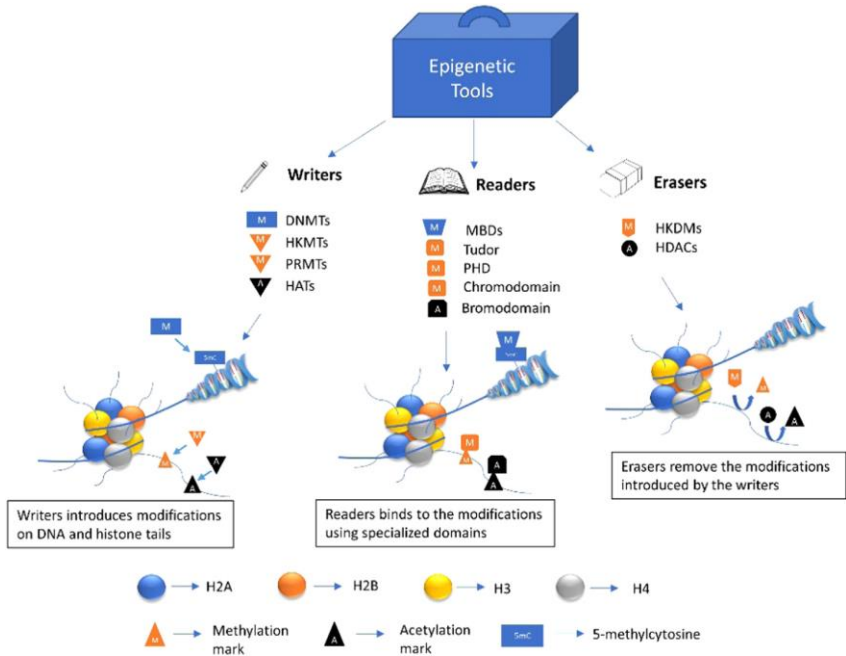 Epigenetic
Tools
Writers
M DNMTs
M HKMTs
M PRMTs
A HATs
Readers
M MBDs
M Tudor
M PHD
M Chromodomain
A Bromodomain
Erasers
M HKDMs
A HDACs
M
5mC
M
M
A
A
M
M
M
A
A
M
M
A
A
Writers introduces modifications
on DNA and histone tails
Readers binds to the modifications
using specialized domains
Erasers remove the modifications
introduced by the writers
H2A
H2B
H3
H4
M Methylation
mark
A Acetylation
mark
5mC 5-methylcytosine